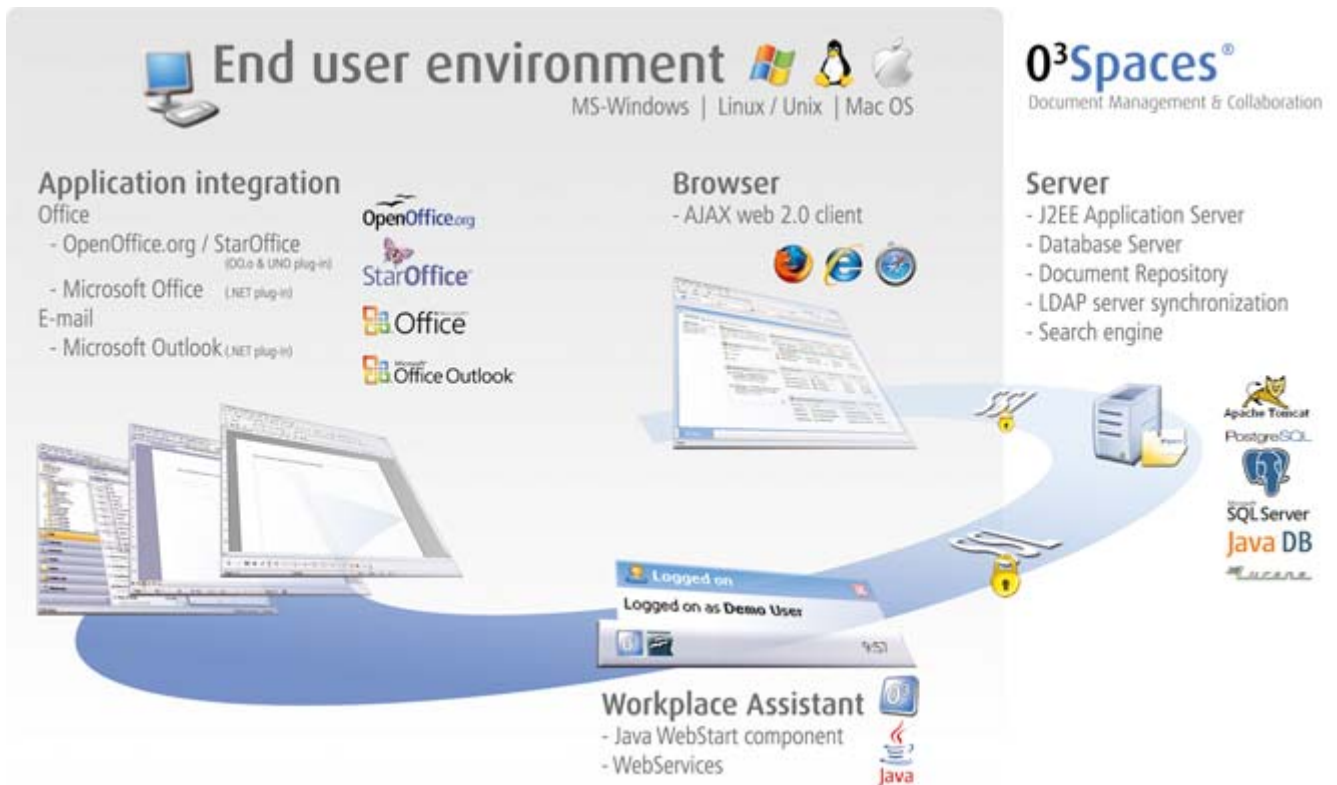 End user environment
MS-Windows | Linux / Unix | Mac OS
O³Spaces®
Document Management & Collaboration
Application integration
Office
- OpenOffice.org / StarOffice
(OO.o & UNO plug-in)
- Microsoft Office (.NET plug-in)
E-mail
- Microsoft Outlook (.NET plug-in)
OpenOffice.org
StarOffice
Office
Microsoft
Office Outlook
Browser
- AJAX web 2.0 client
Server
- J2EE Application Server
- Database Server
- Document Repository
- LDAP server synchronization
- Search engine
SSL
Apache Tomcat
PostgreSQL
Microsoft
SQL Server
Java DB
Lucene
SSL
Logged on
Logged on as Demo User
9:57
Workplace Assistant
- Java WebStart component
- WebServices
O³
Java